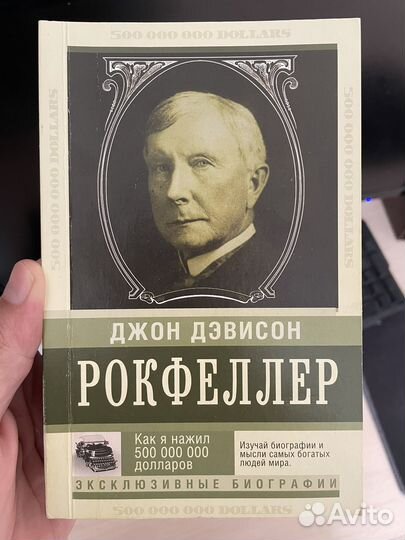 500 000 000 DOLLARS
500 000 000 DOLLARS
500 000 000 DOLLARS
ДЖОН ДЭВИСОН
РОКФЕЛЛЕР
Как я нажил
500 000 000
долларов
Изучай биографии и
мысли самых богатых
людей мира.
ЭКСКЛЮЗИВНЫЕ БИОГРАФИИ
500 000 000 DOLLARS
Avito